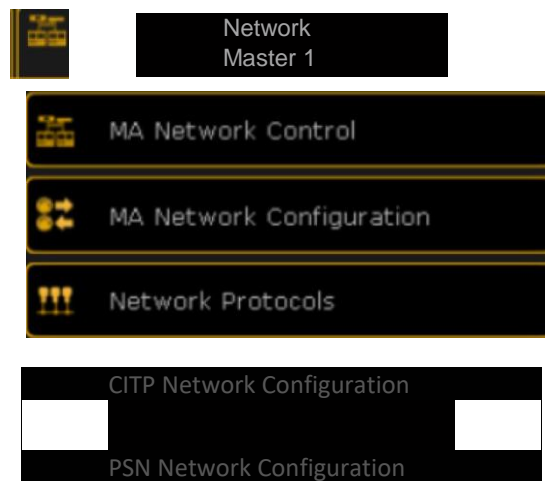 Network
Master 1
MA Network Control
MA Network Configuration
Network Protocols
CITP Network Configuration
PSN Network Configuration